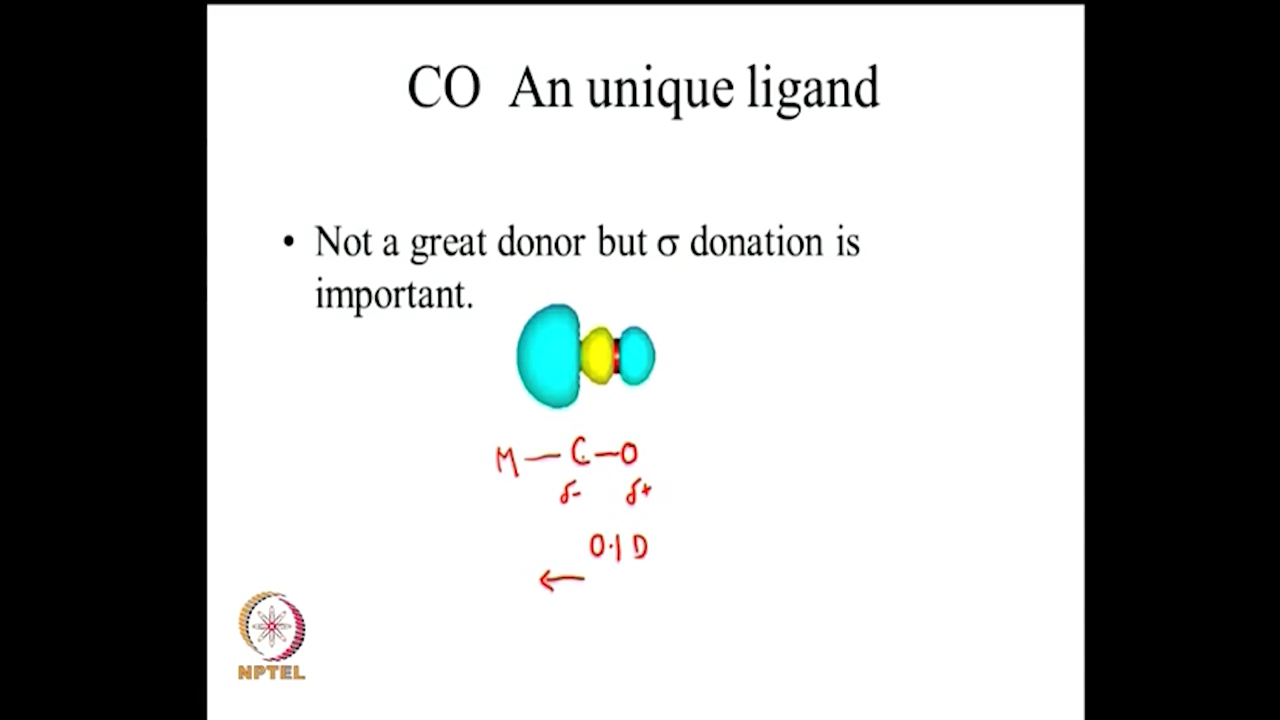 CO An unique ligand
• Not a great donor but σ donation is
important.
M — C — O
δ- δ+
0.1 D
NPTEL